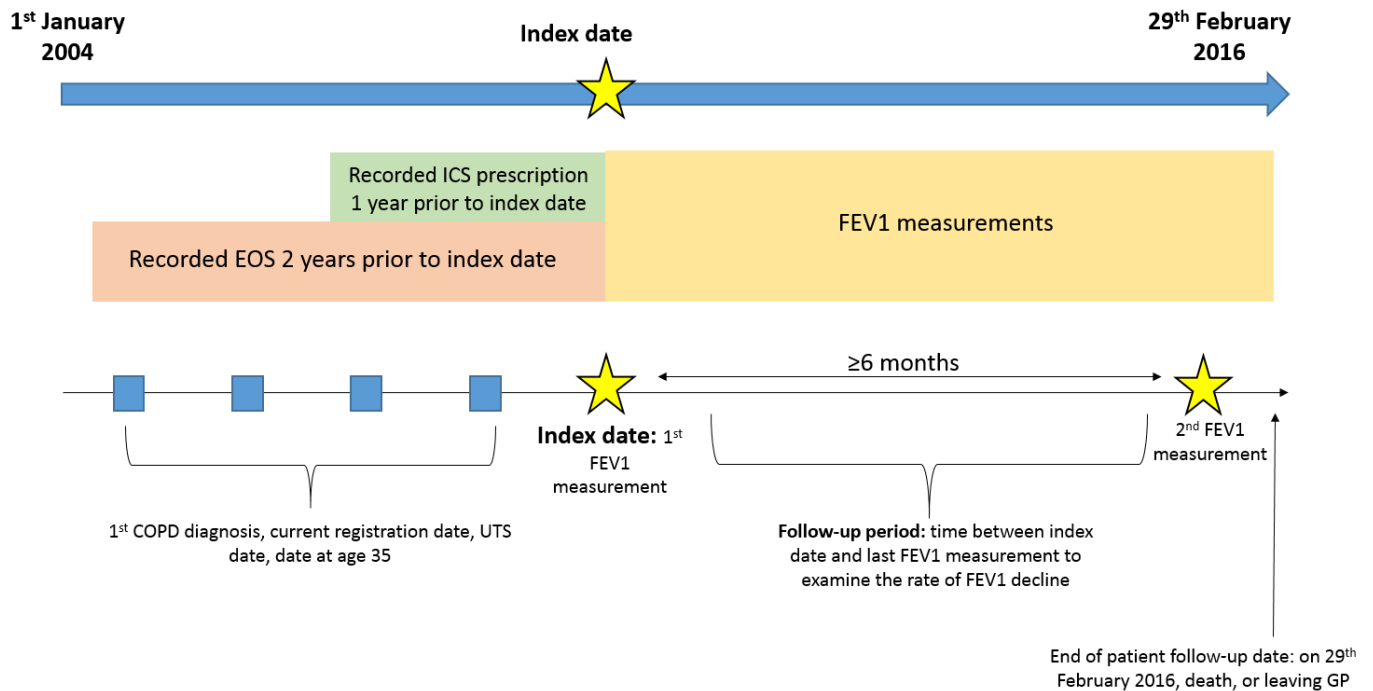 1st January
2004
Index date
29th February
2016
Recorded ICS prescription
1 year prior to index date
Recorded EOS 2 years prior to index date
FEV1 measurements
≥6 months
Index date: 1st
FEV1
measurement
2nd FEV1
measurement
1st COPD diagnosis, current registration date, UTS
date, date at age 35
Follow-up period: time between index
date and last FEV1 measurement to
examine the rate of FEV1 decline
End of patient follow-up date: on 29th
February 2016, death, or leaving GP